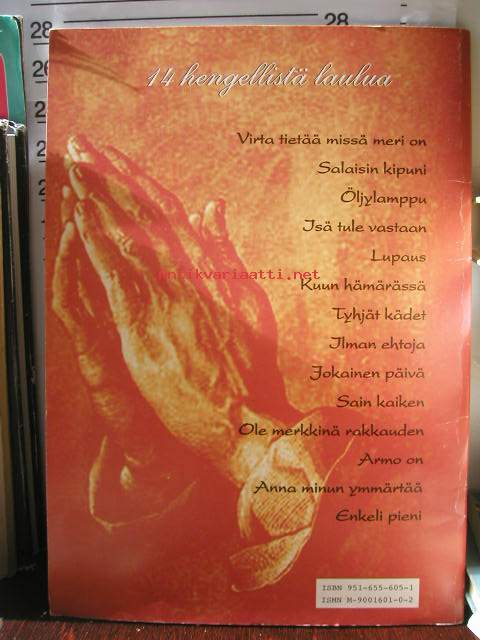 28
28
26
14 hengellistä laulua
Virta tietää missä meri on
Salaisin kipuni
Öljylamppu
Isä tule vastaan
Lupaus
antikvariaatti.net
Kuun hämärässä
Tyhjät kädet
Ilman ehtoja
Jokainen päivä
Sain kaiken
Ole merkkinä rakkauden
Armo on
Anna minun ymmärtää
Enkeli pieni
ISBN 951-655-605-1
ISMN M-9001601-0-2